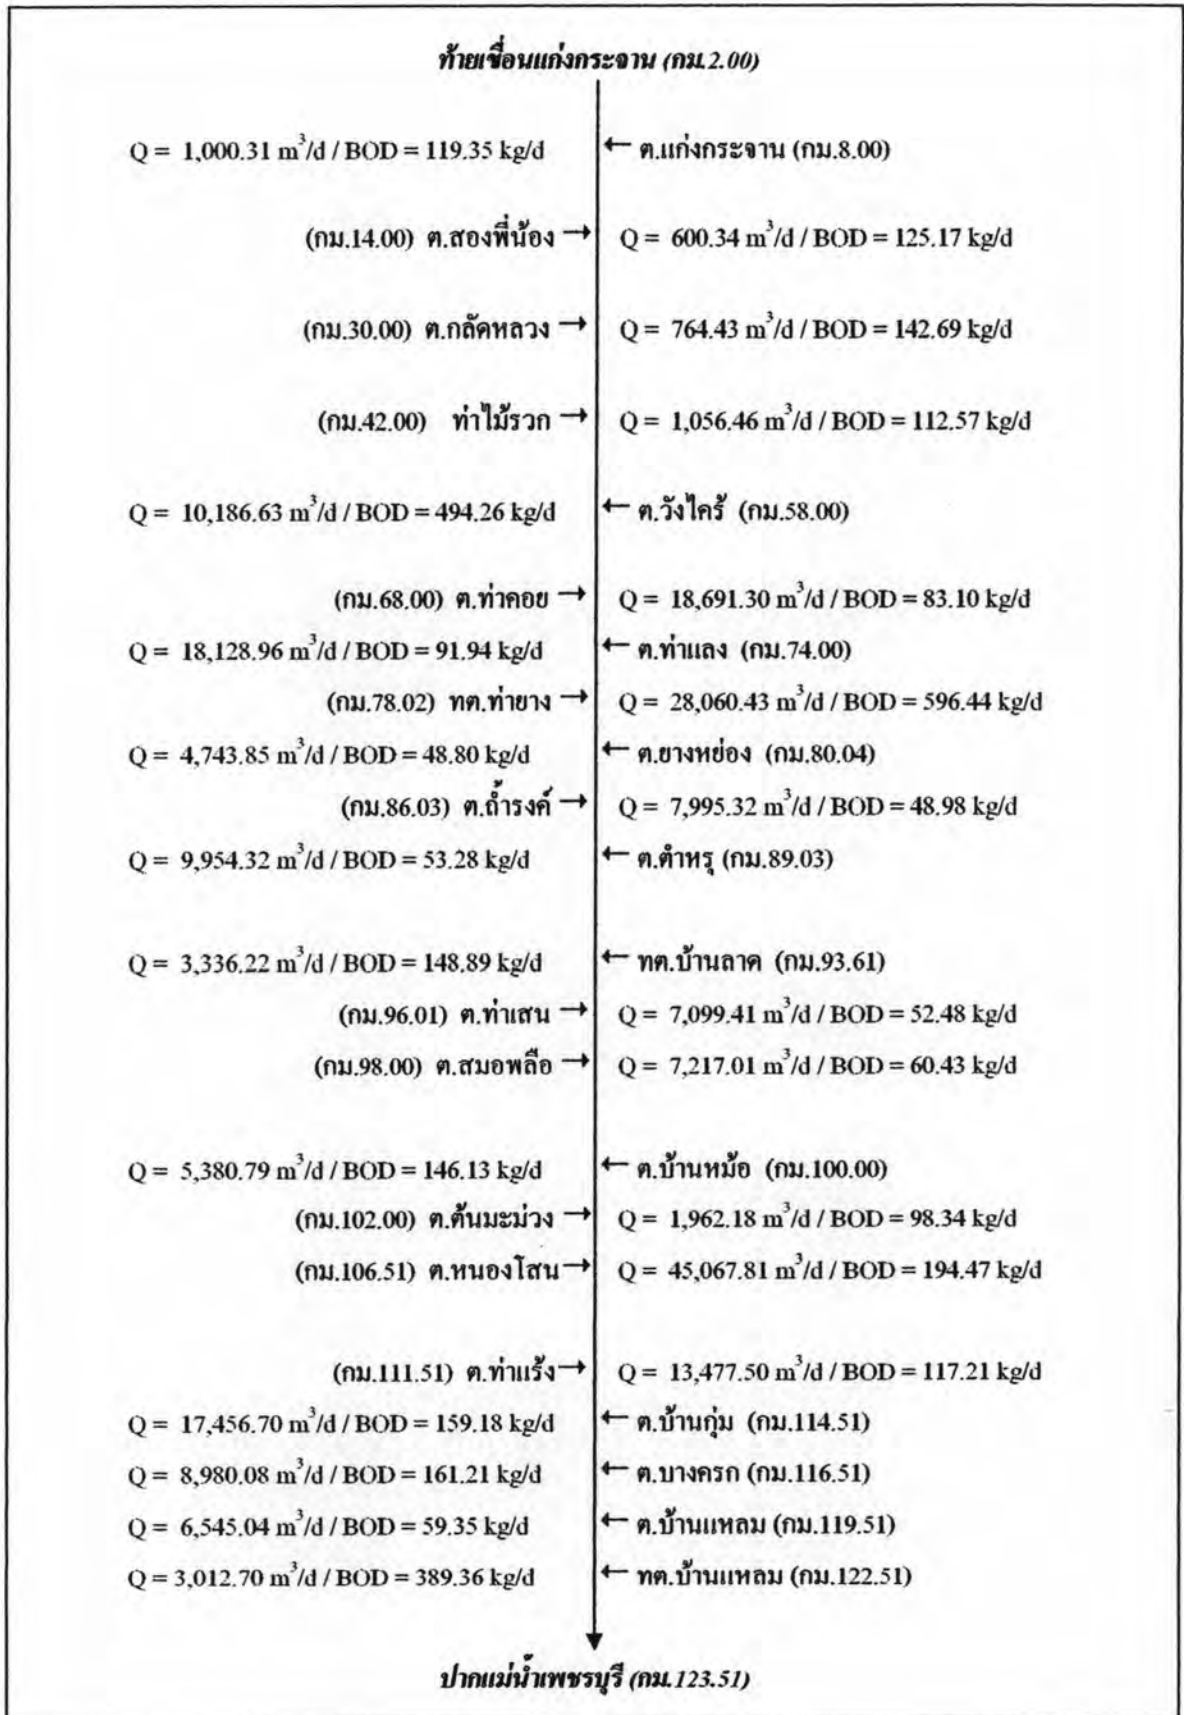 ท้ายเขื่อนแก่งกระจาน (กม.2.00)
Q = 1,000.31 m³/d / BOD = 119.35 kg/d ← ต.แก่งกระจาน (กม.8.00)
(กม.14.00) ต.สองพี่น้อง → Q = 600.34 m³/d / BOD = 125.17 kg/d
(กม.30.00) ต.กลัดหลวง → Q = 764.43 m³/d / BOD = 142.69 kg/d
(กม.42.00) ท่าไม้รวก → Q = 1,056.46 m³/d / BOD = 112.57 kg/d
Q = 10,186.63 m³/d / BOD = 494.26 kg/d ← ต.วังไคร้ (กม.58.00)
(กม.68.00) ต.ท่าคอย → Q = 18,691.30 m³/d / BOD = 83.10 kg/d
Q = 18,128.96 m³/d / BOD = 91.94 kg/d ← ต.ท่าแลง (กม.74.00)
(กม.78.02) ทต.ท่ายาง → Q = 28,060.43 m³/d / BOD = 596.44 kg/d
Q = 4,743.85 m³/d / BOD = 48.80 kg/d ← ต.ยางหย่อง (กม.80.04)
(กม.86.03) ต.ถ้ำรงค์ → Q = 7,995.32 m³/d / BOD = 48.98 kg/d
Q = 9,954.32 m³/d / BOD = 53.28 kg/d ← ต.ตำหรุ (กม.89.03)
Q = 3,336.22 m³/d / BOD = 148.89 kg/d ← ทต.บ้านลาด (กม.93.61)
(กม.96.01) ต.ท่าเสน → Q = 7,099.41 m³/d / BOD = 52.48 kg/d
(กม.98.00) ต.สมอพลือ → Q = 7,217.01 m³/d / BOD = 60.43 kg/d
Q = 5,380.79 m³/d / BOD = 146.13 kg/d ← ต.บ้านหม้อ (กม.100.00)
(กม.102.00) ต.ต้นมะม่วง → Q = 1,962.18 m³/d / BOD = 98.34 kg/d
(กม.106.51) ต.หนองโสน → Q = 45,067.81 m³/d / BOD = 194.47 kg/d
(กม.111.51) ต.ท่าแร้ง → Q = 13,477.50 m³/d / BOD = 117.21 kg/d
Q = 17,456.70 m³/d / BOD = 159.18 kg/d ← ต.บ้านกุ่ม (กม.114.51)
Q = 8,980.08 m³/d / BOD = 161.21 kg/d ← ต.บางครก (กม.116.51)
Q = 6,545.04 m³/d / BOD = 59.35 kg/d ← ต.บ้านแหลม (กม.119.51)
Q = 3,012.70 m³/d / BOD = 389.36 kg/d ← ทต.บ้านแหลม (กม.122.51)
ปากแม่น้ำเพชรบุรี (กม.123.51)